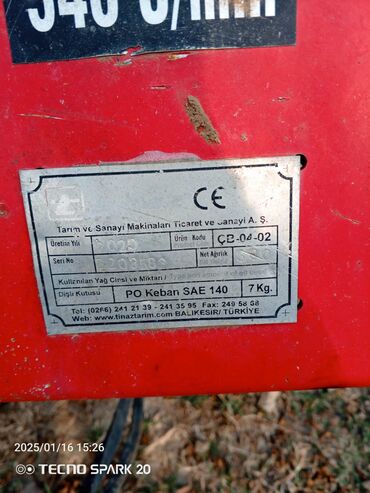 540 d/min
CE
Tarım ve Sanayi Makinaları Ticaret ve Sanayi A. Ş.
Üretim Yılı Ürün Kodu ÇB-04-02
Seri No Net Ağırlık
Kullanılan Yağ Cinsi ve Miktarı /
Dişli Kutusu PO Keban SAE 140 7 Kg.
Tel: (0266) 241 21 39 - 241 35 95 Fax: 249 58 68
Web: www.tinaztarim.com BALIKESİR/ TÜRKİYE
2025/01/16 15:26
TECNO SPARK 20